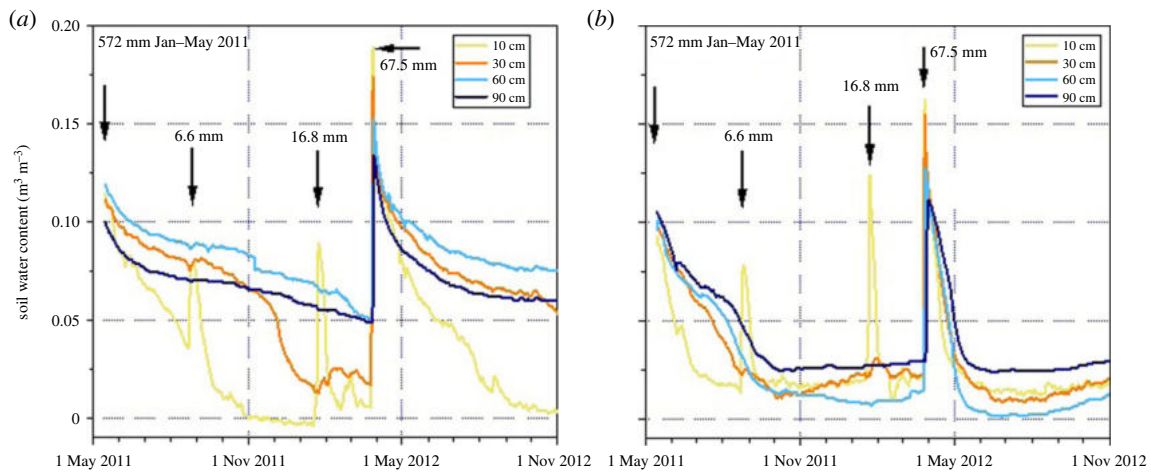 (a)
0.20
0.15
0.10
0.05
0
soil water content (m³ m⁻³)
572 mm Jan–May 2011
10 cm
30 cm
60 cm
90 cm
67.5 mm
6.6 mm
16.8 mm
1 May 2011
1 Nov 2011
1 May 2012
1 Nov 2012
(b)
572 mm Jan–May 2011
10 cm
30 cm
60 cm
90 cm
67.5 mm
16.8 mm
6.6 mm
1 May 2011
1 Nov 2011
1 May 2012
1 Nov 2012